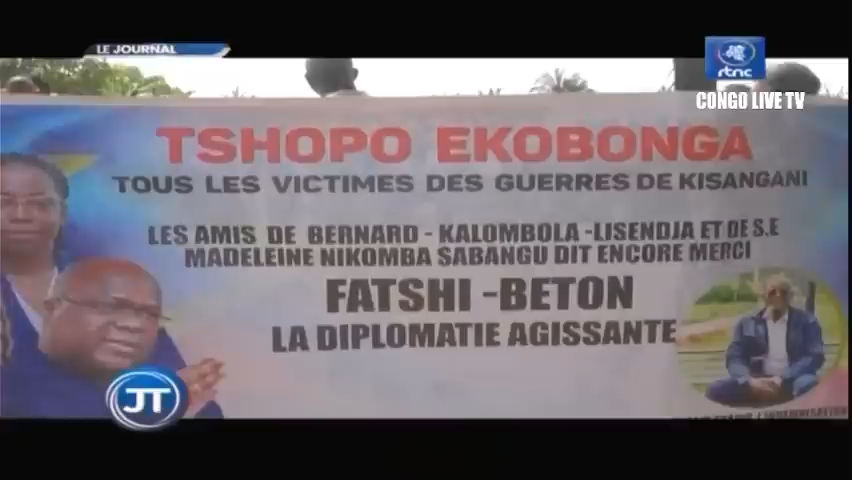 LE JOURNAL
rtnc
CONGO LIVE TV
TSHOPO EKOBONGA
TOUS LES VICTIMES DES GUERRES DE KISANGANI
LES AMIS DE BERNARD - KALOMBOLA -LISENDJA ET DE S.E
MADELEINE NIKOMBA SABANGU DIT ENCORE MERCI
FATSHI -BETON
LA DIPLOMATIE AGISSANTE
JT